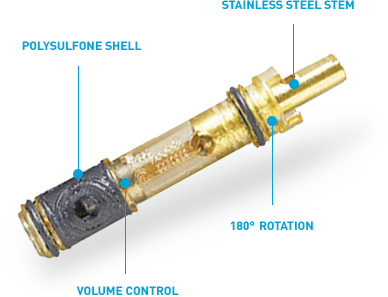 STAINLESS STEEL STEM
POLYSULFONE SHELL
180° ROTATION
VOLUME CONTROL